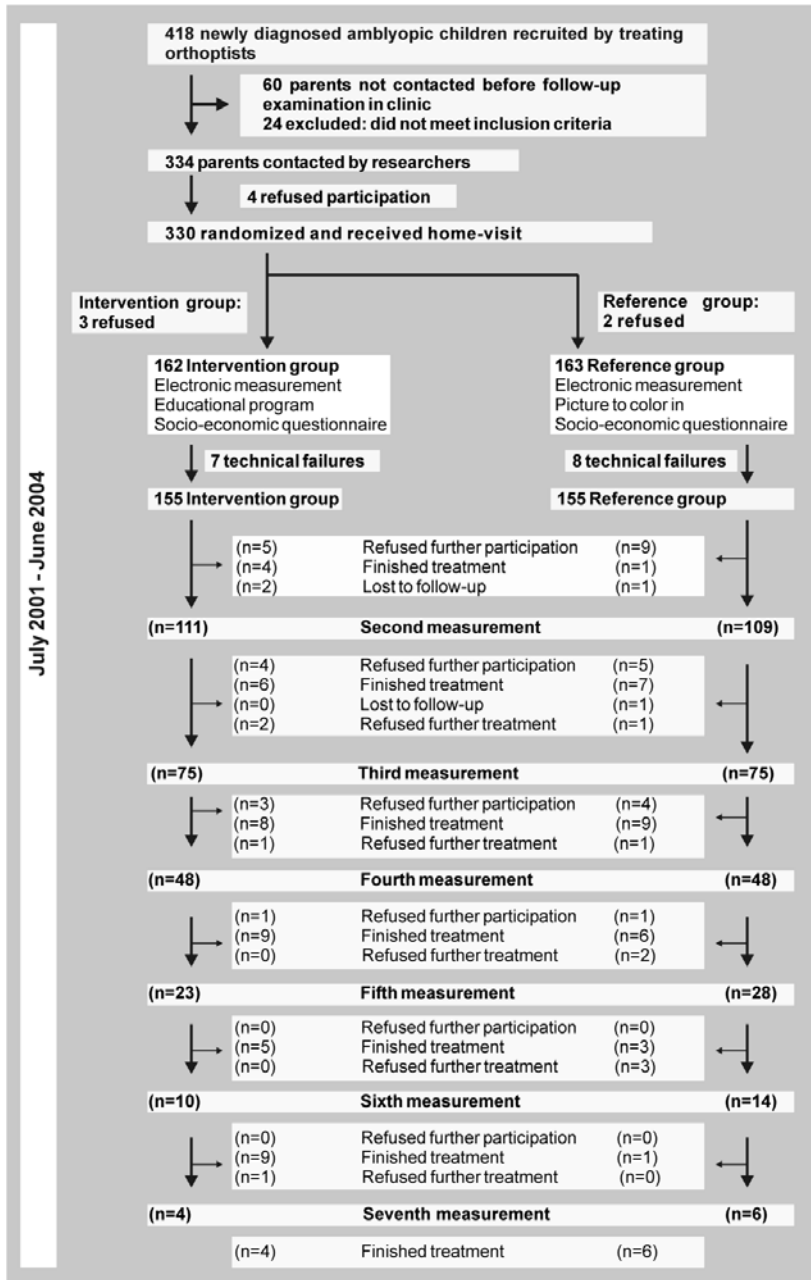 418 newly diagnosed amblyopic children recruited by treating
orthoptists
60 parents not contacted before follow-up
examination in clinic
24 excluded: did not meet inclusion criteria
334 parents contacted by researchers
4 refused participation
330 randomized and received home-visit
Intervention group:
3 refused
Reference group:
2 refused
162 Intervention group
Electronic measurement
Educational program
Socio-economic questionnaire
163 Reference group
Electronic measurement
Picture to color in
Socio-economic questionnaire
7 technical failures
8 technical failures
155 Intervention group
155 Reference group
(n=5) Refused further participation (n=9)
(n=4) Finished treatment (n=1)
(n=2) Lost to follow-up (n=1)
(n=111) Second measurement (n=109)
(n=4) Refused further participation (n=5)
(n=6) Finished treatment (n=7)
(n=0) Lost to follow-up (n=1)
(n=2) Refused further treatment (n=1)
(n=75) Third measurement (n=75)
(n=3) Refused further participation (n=4)
(n=8) Finished treatment (n=9)
(n=1) Refused further treatment (n=1)
(n=48) Fourth measurement (n=48)
(n=1) Refused further participation (n=1)
(n=9) Finished treatment (n=6)
(n=0) Refused further treatment (n=2)
(n=23) Fifth measurement (n=28)
(n=0) Refused further participation (n=0)
(n=5) Finished treatment (n=3)
(n=0) Refused further treatment (n=3)
(n=10) Sixth measurement (n=14)
(n=0) Refused further participation (n=0)
(n=9) Finished treatment (n=1)
(n=1) Refused further treatment (n=0)
(n=4) Seventh measurement (n=6)
(n=4) Finished treatment (n=6)
July 2001 - June 2004